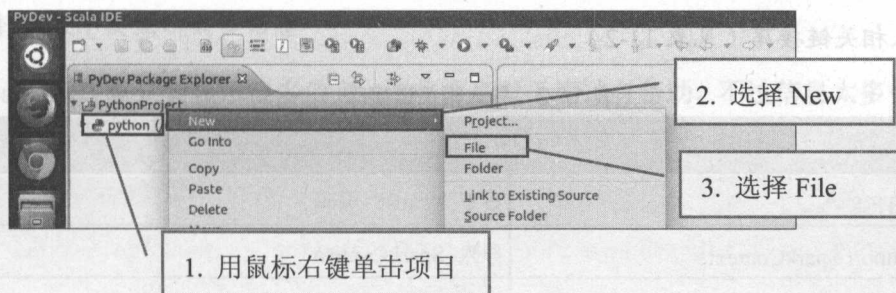 PyDev - Scala IDE
PyDev Package Explorer
PythonProject
python (
New
Go Into
Copy
Paste
Delete
Project...
File
Folder
Link to Existing Source
Source Folder
2. 选择 New
3. 选择 File
1. 用鼠标右键单击项目